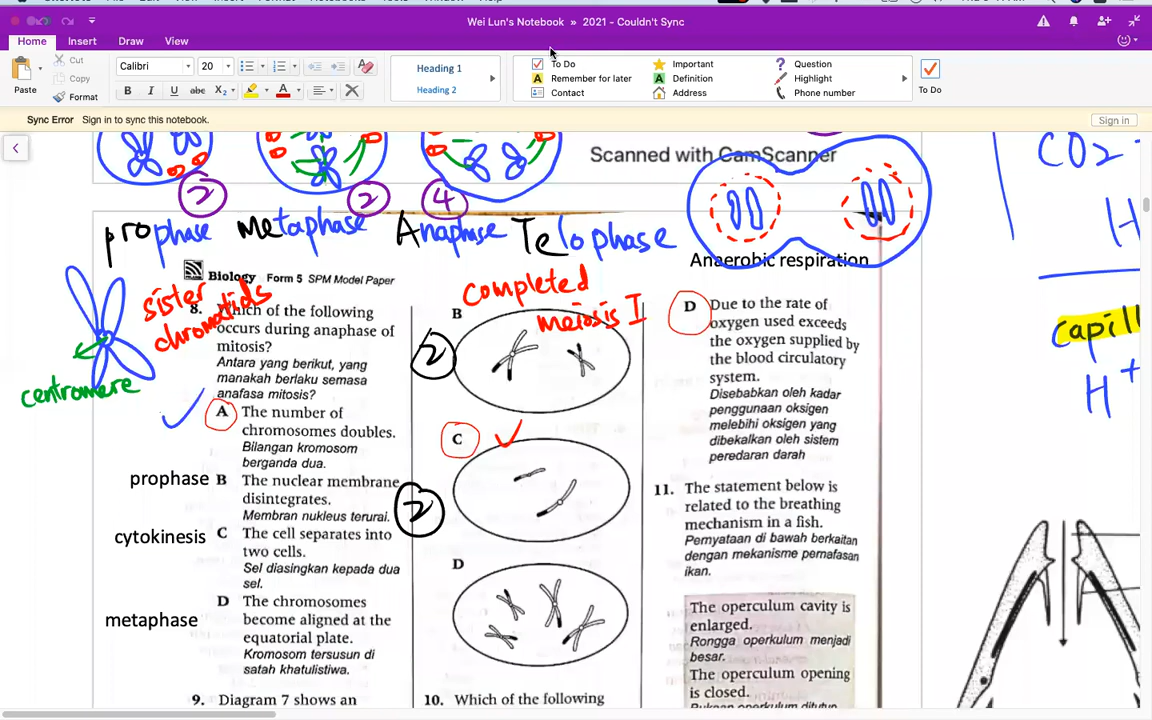 Wei Lun's Notebook » 2021 - Couldn't Sync
Home Insert Draw View
Paste
Cut
Copy
Format
Calibri 20
B I U abc X₂ A
Heading 1
Heading 2
To Do
Remember for later
Contact
Important
Definition
Address
Question
Highlight
Phone number
To Do
Sync Error Sign in to sync this notebook.
Sign in
Scanned with CamScanner
2 2 4
prophase Metaphase Anaphase Telophase
Biology Form 5 SPM Model Paper
sister
chromatids
centromere
8. Which of the following
occurs during anaphase of
mitosis?
Antara yang berikut, yang
manakah berlaku semasa
anafasa mitosis?
A The number of
chromosomes doubles.
Bilangan kromosom
berganda dua.
prophase B The nuclear membrane
disintegrates.
Membran nukleus terurai.
cytokinesis C The cell separates into
two cells.
Sel diasingkan kepada dua
sel.
metaphase D The chromosomes
become aligned at the
equatorial plate.
Kromosom tersusun di
satah khatulistiwa.
9. Diagram 7 shows an
completed
meiosis I
B
2
C
2
D
10. Which of the following
Anaerobic respiration
D Due to the rate of
oxygen used exceeds
the oxygen supplied by
the blood circulatory
system.
Disebabkan oleh kadar
penggunaan oksigen
melebihi oksigen yang
dibekalkan oleh sistem
peredaran darah
11. The statement below is
related to the breathing
mechanism in a fish.
Pernyataan di bawah berkaitan
dengan mekanisme pernafasan
ikan.
The operculum cavity is
enlarged.
Rongga operkulum menjadi
besar.
The operculum opening
is closed.
Bukaan operkulum ditutup
CO2
H
capill
H+